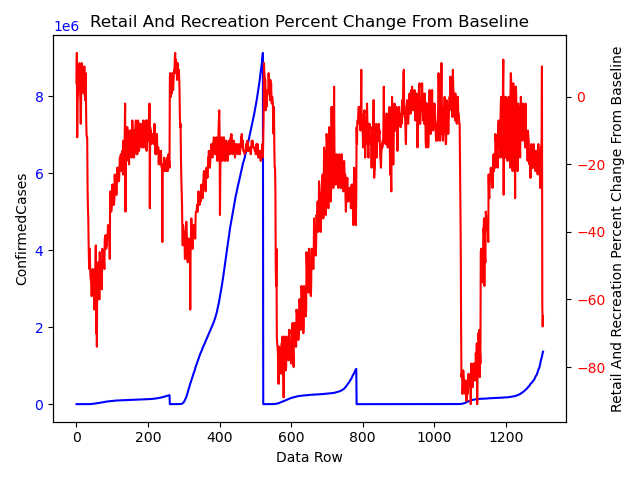 Retail And Recreation Percent Change From Baseline
1e6
8
6
4
2
0
ConfirmedCases
0
−20
−40
−60
−80
Retail And Recreation Percent Change From Baseline
0 200 400 600 800 1000 1200
Data Row